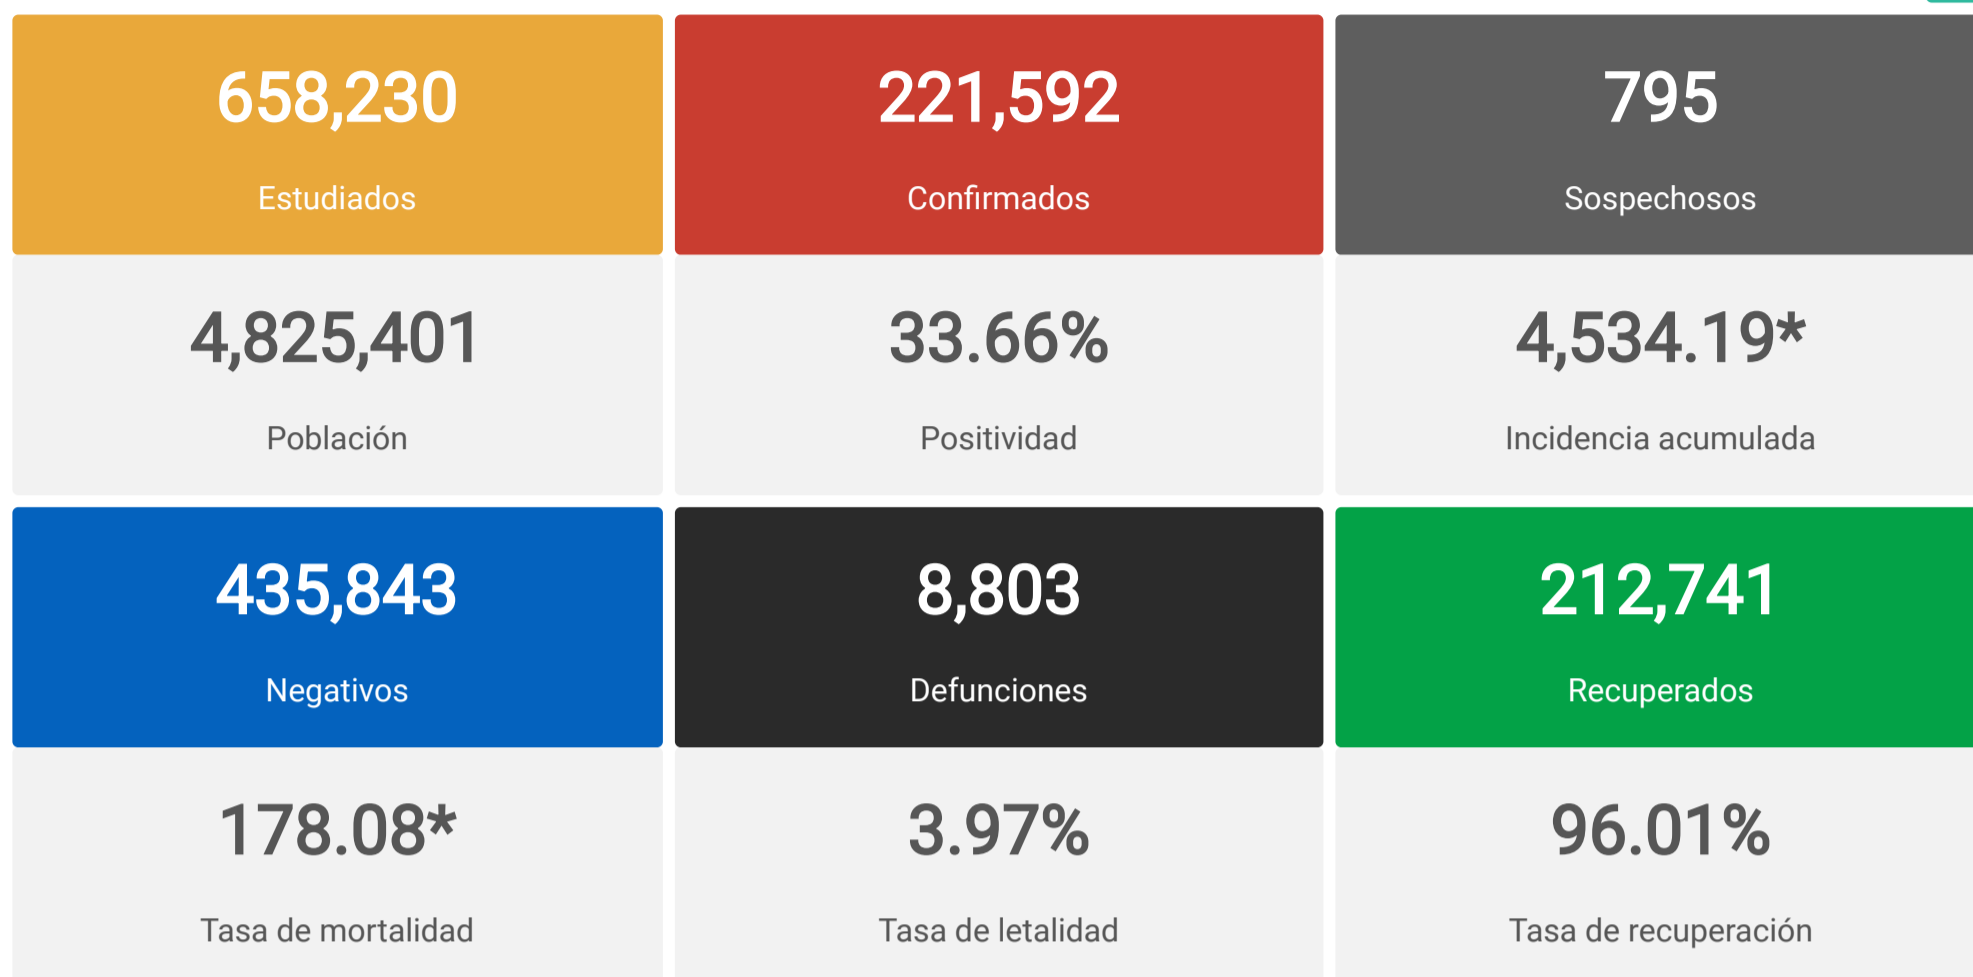 658,230
Estudiados
221,592
Confirmados
795
Sospechosos
4,825,401
Población
33.66%
Positividad
4,534.19*
Incidencia acumulada
435,843
Negativos
8,803
Defunciones
212,741
Recuperados
178.08*
Tasa de mortalidad
3.97%
Tasa de letalidad
96.01%
Tasa de recuperación